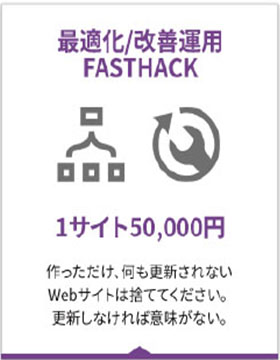 最適化/改善運用
FASTHACK
1サイト50,000円
作っただけ、何も更新されない
Webサイトは捨ててください。
更新しなければ意味がない。